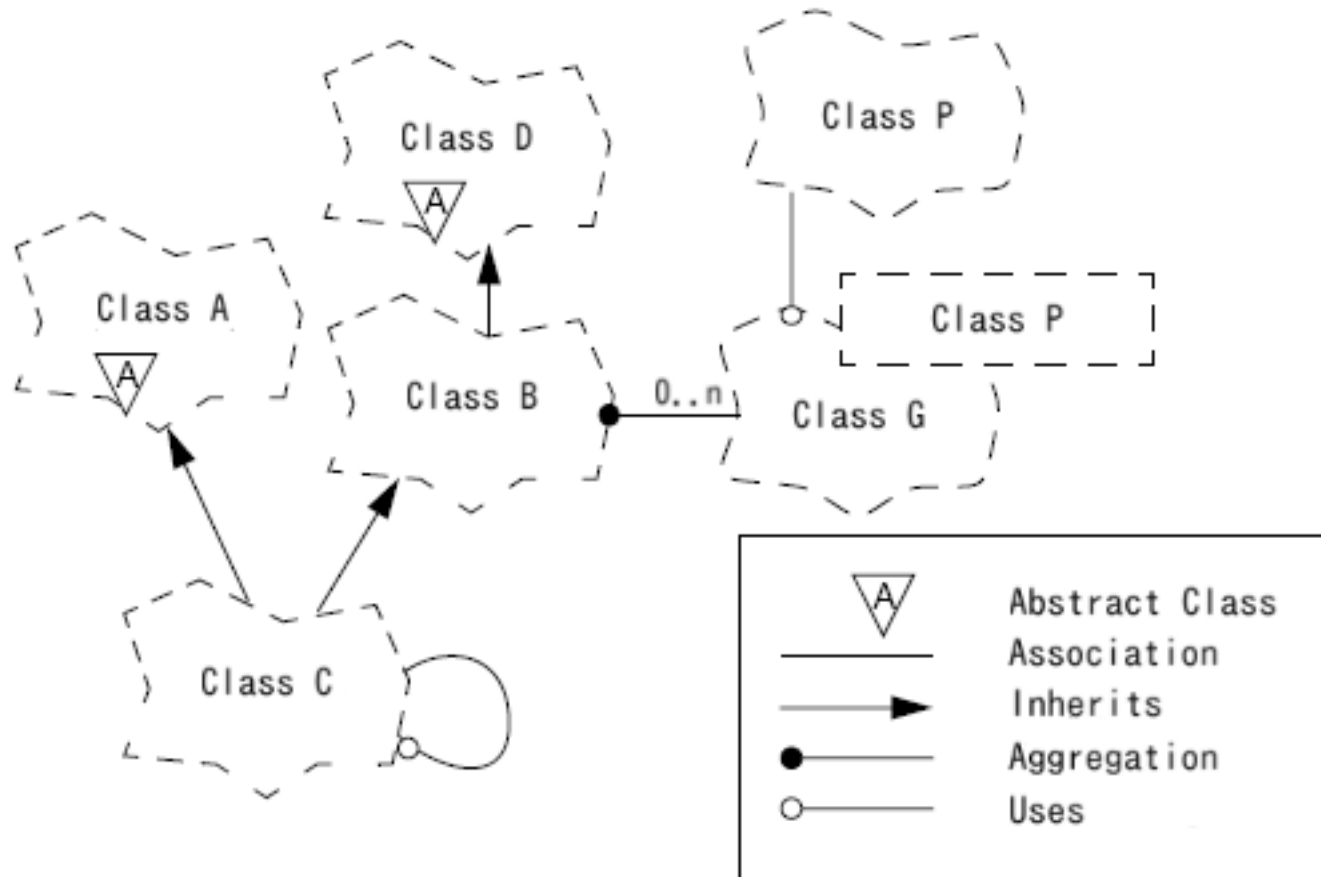 Class P
Class D
A
Class P
Class A
A
Class B
0..n
Class G
Class C
A
Abstract Class
Association
Inherits
Aggregation
Uses